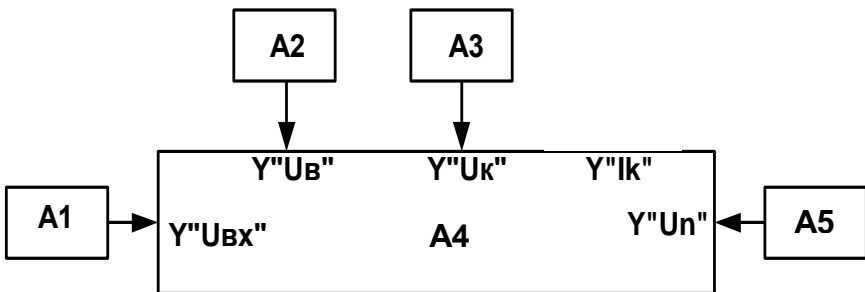 A2
A3
Y"Uв"
Y"Uк"
Y"Ik"
A1
Y"Uвх"
A4
Y"Un"
A5